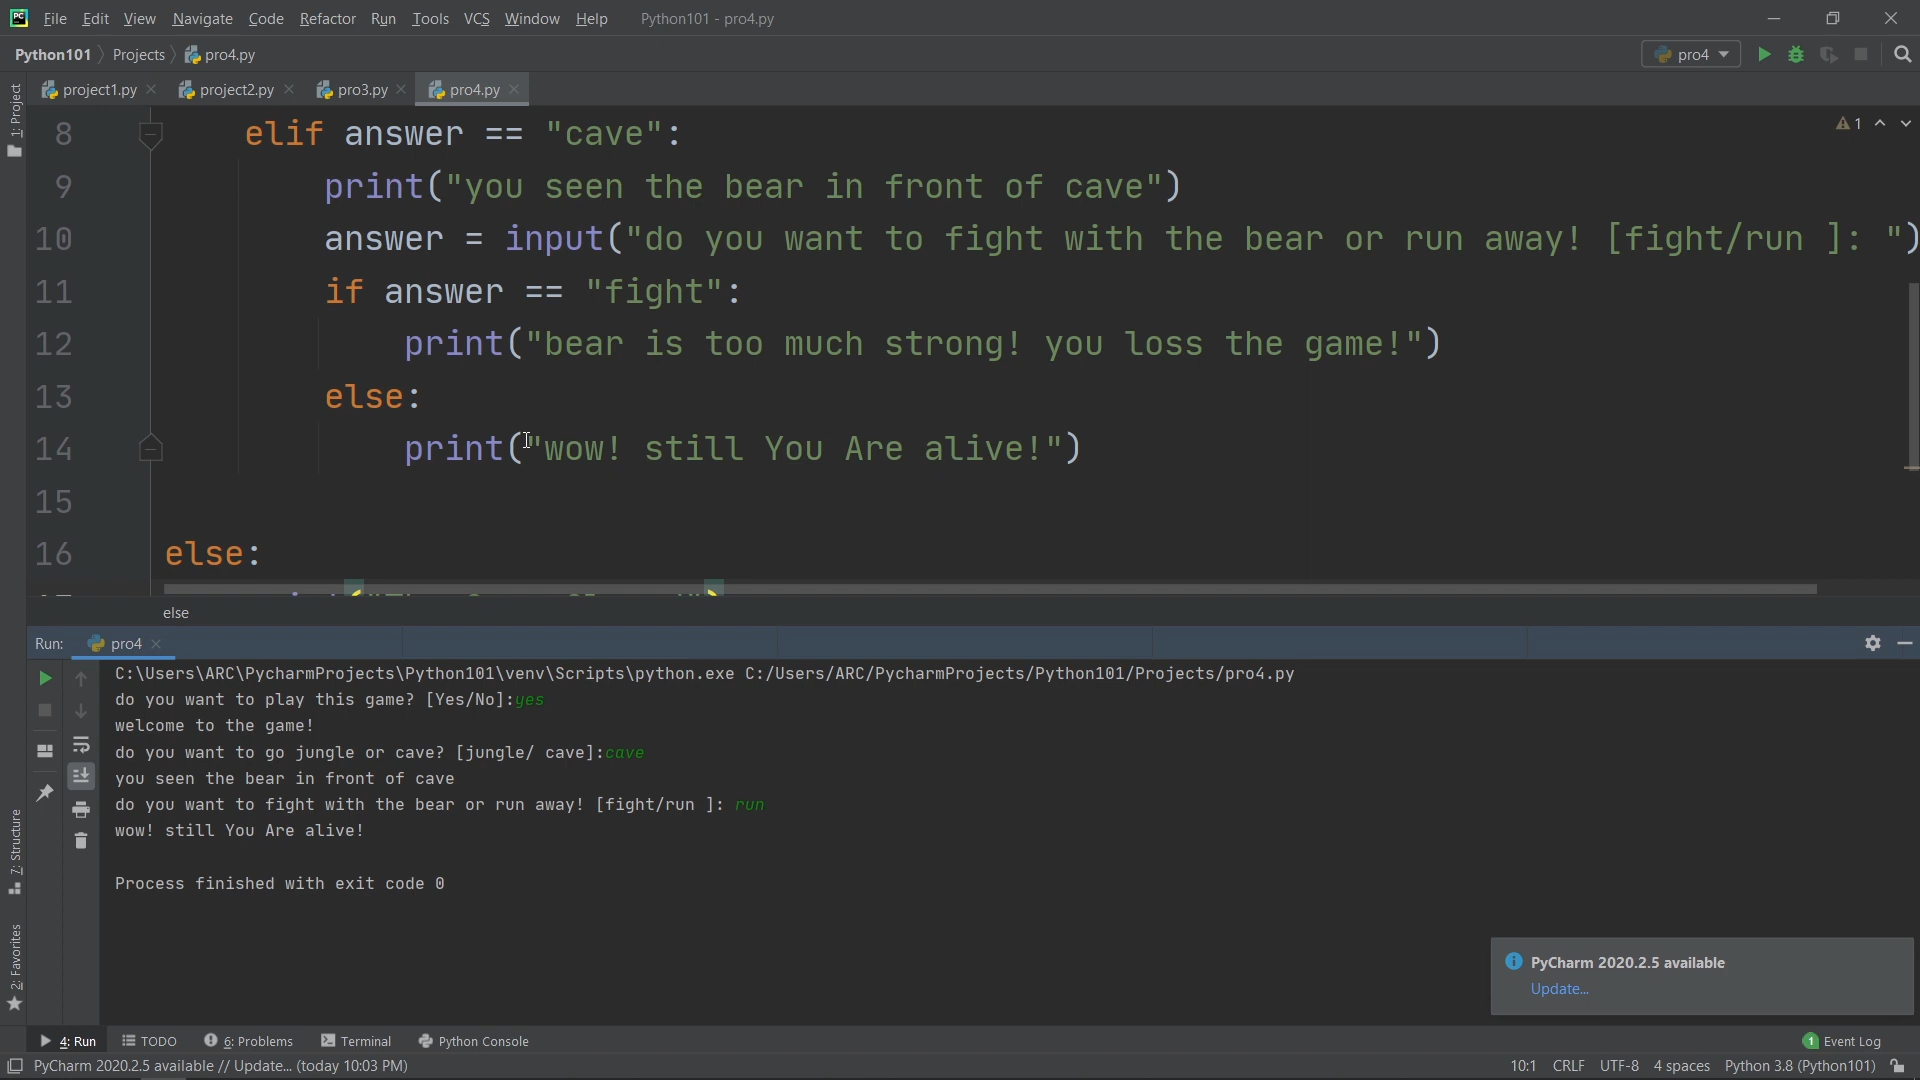 File Edit View Navigate Code Refactor Run Tools VCS Window Help Python101 - pro4.py
Python101 Projects pro4.py pro4
project1.py project2.py pro3.py pro4.py
1: Project
8 elif answer == "cave": 1
9 print("you seen the bear in front of cave")
10 answer = input("do you want to fight with the bear or run away! [fight/run ]: ")
11 if answer == "fight":
12 print("bear is too much strong! you loss the game!")
13 else:
14 print("wow! still You Are alive!")
15
16 else:
else
Run: pro4
C:\Users\ARC\PycharmProjects\Python101\venv\Scripts\python.exe C:/Users/ARC/PycharmProjects/Python101/Projects/pro4.py
do you want to play this game? [Yes/No]:yes
welcome to the game!
do you want to go jungle or cave? [jungle/ cave]:cave
you seen the bear in front of cave
do you want to fight with the bear or run away! [fight/run ]: run
wow! still You Are alive!
Process finished with exit code 0
7: Structure
2: Favorites
PyCharm 2020.2.5 available
Update...
4: Run TODO 6: Problems Terminal Python Console 1 Event Log
PyCharm 2020.2.5 available // Update... (today 10:03 PM) 10:1 CRLF UTF-8 4 spaces Python 3.8 (Python101)